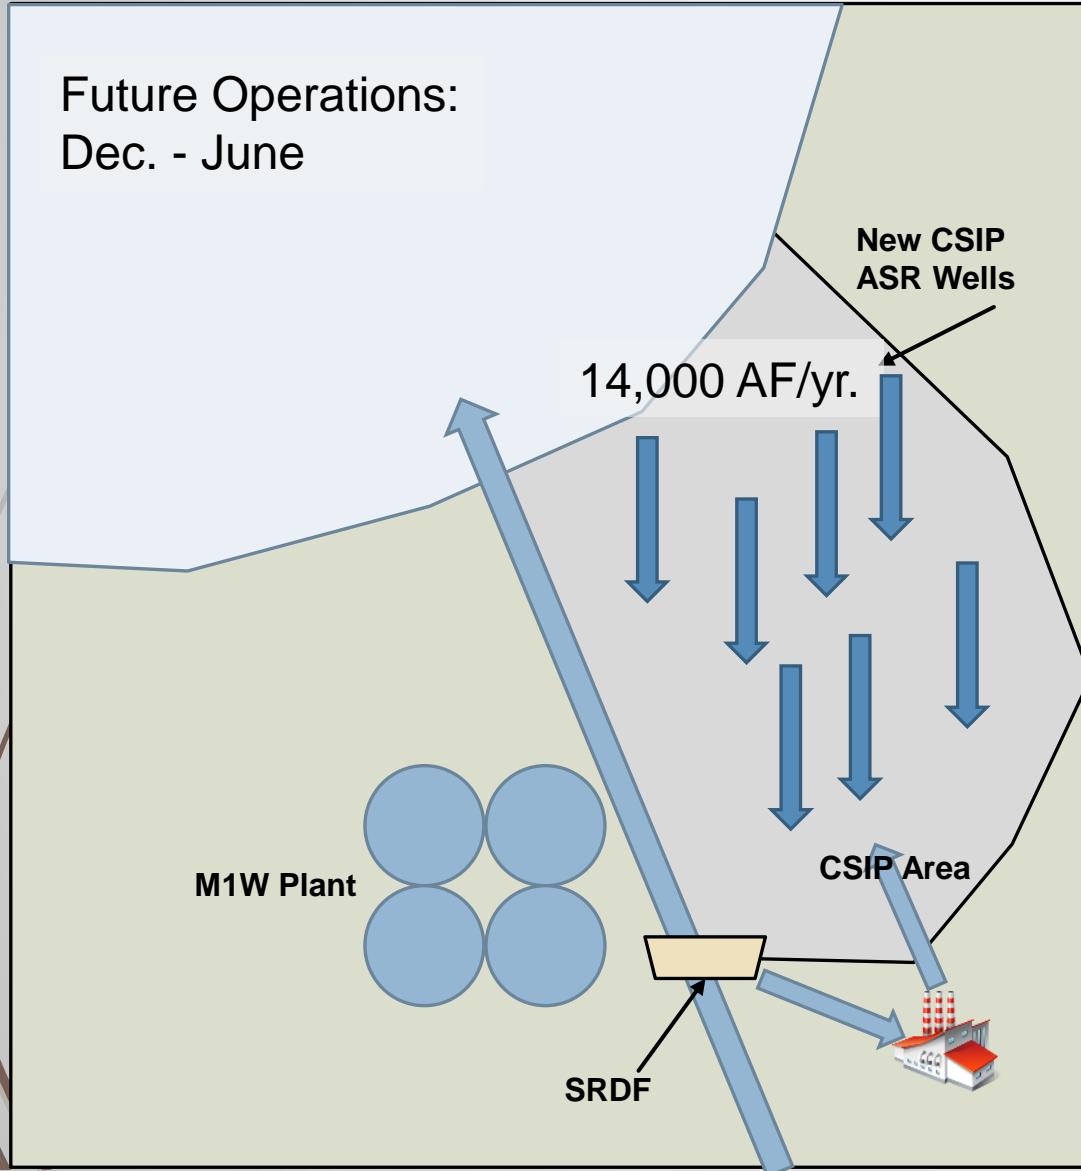 Future Operations:
Dec. - June
New CSIP
ASR Wells
14,000 AF/yr.
CSIP Area
M1W Plant
SRDF